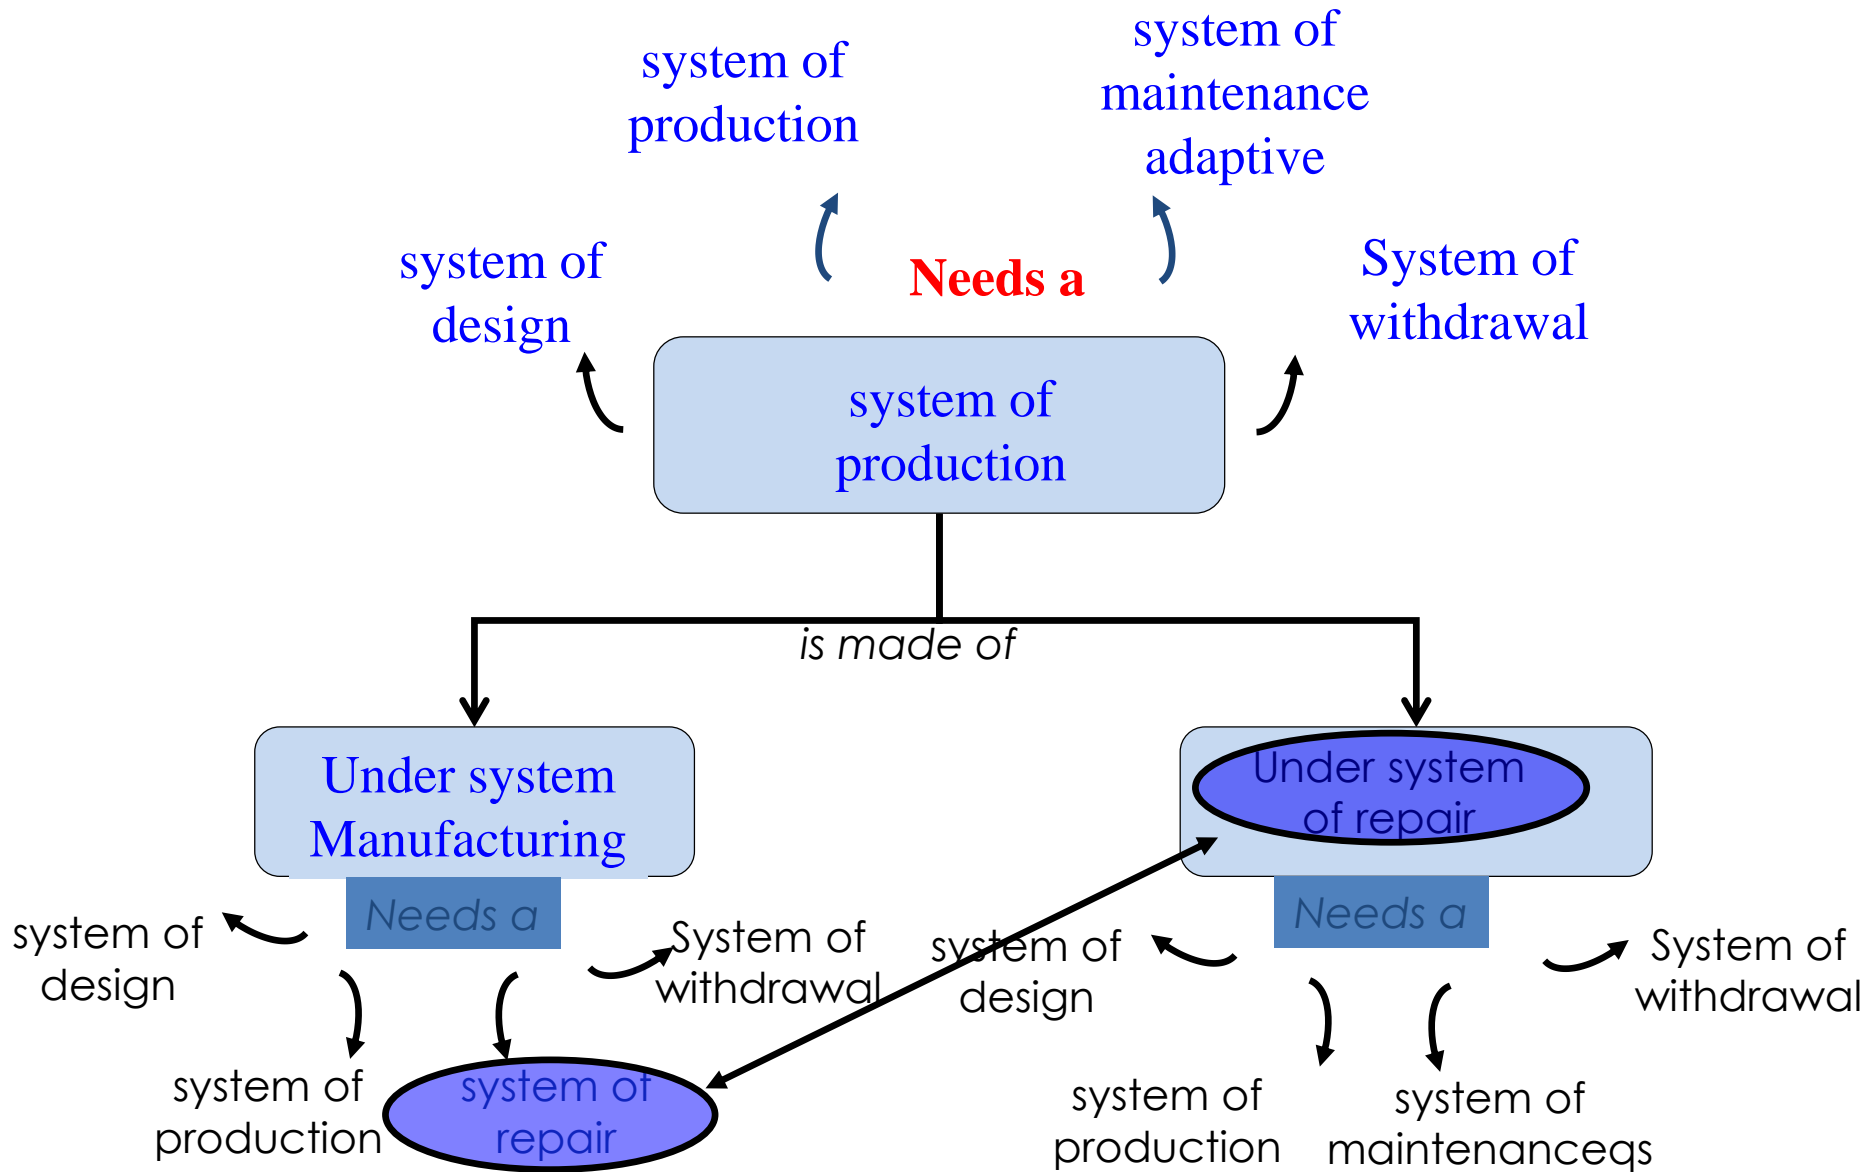 system of
production
system of
maintenance
adaptive
system of
design
Needs a
System of
withdrawal
system of
production
is made of
Under system
Manufacturing
Under system
of repair
Needs a
Needs a
system of
design
System of
withdrawal
system of
design
System of
withdrawal
system of
production
system of
repair
system of
production
system of
maintenanceqs